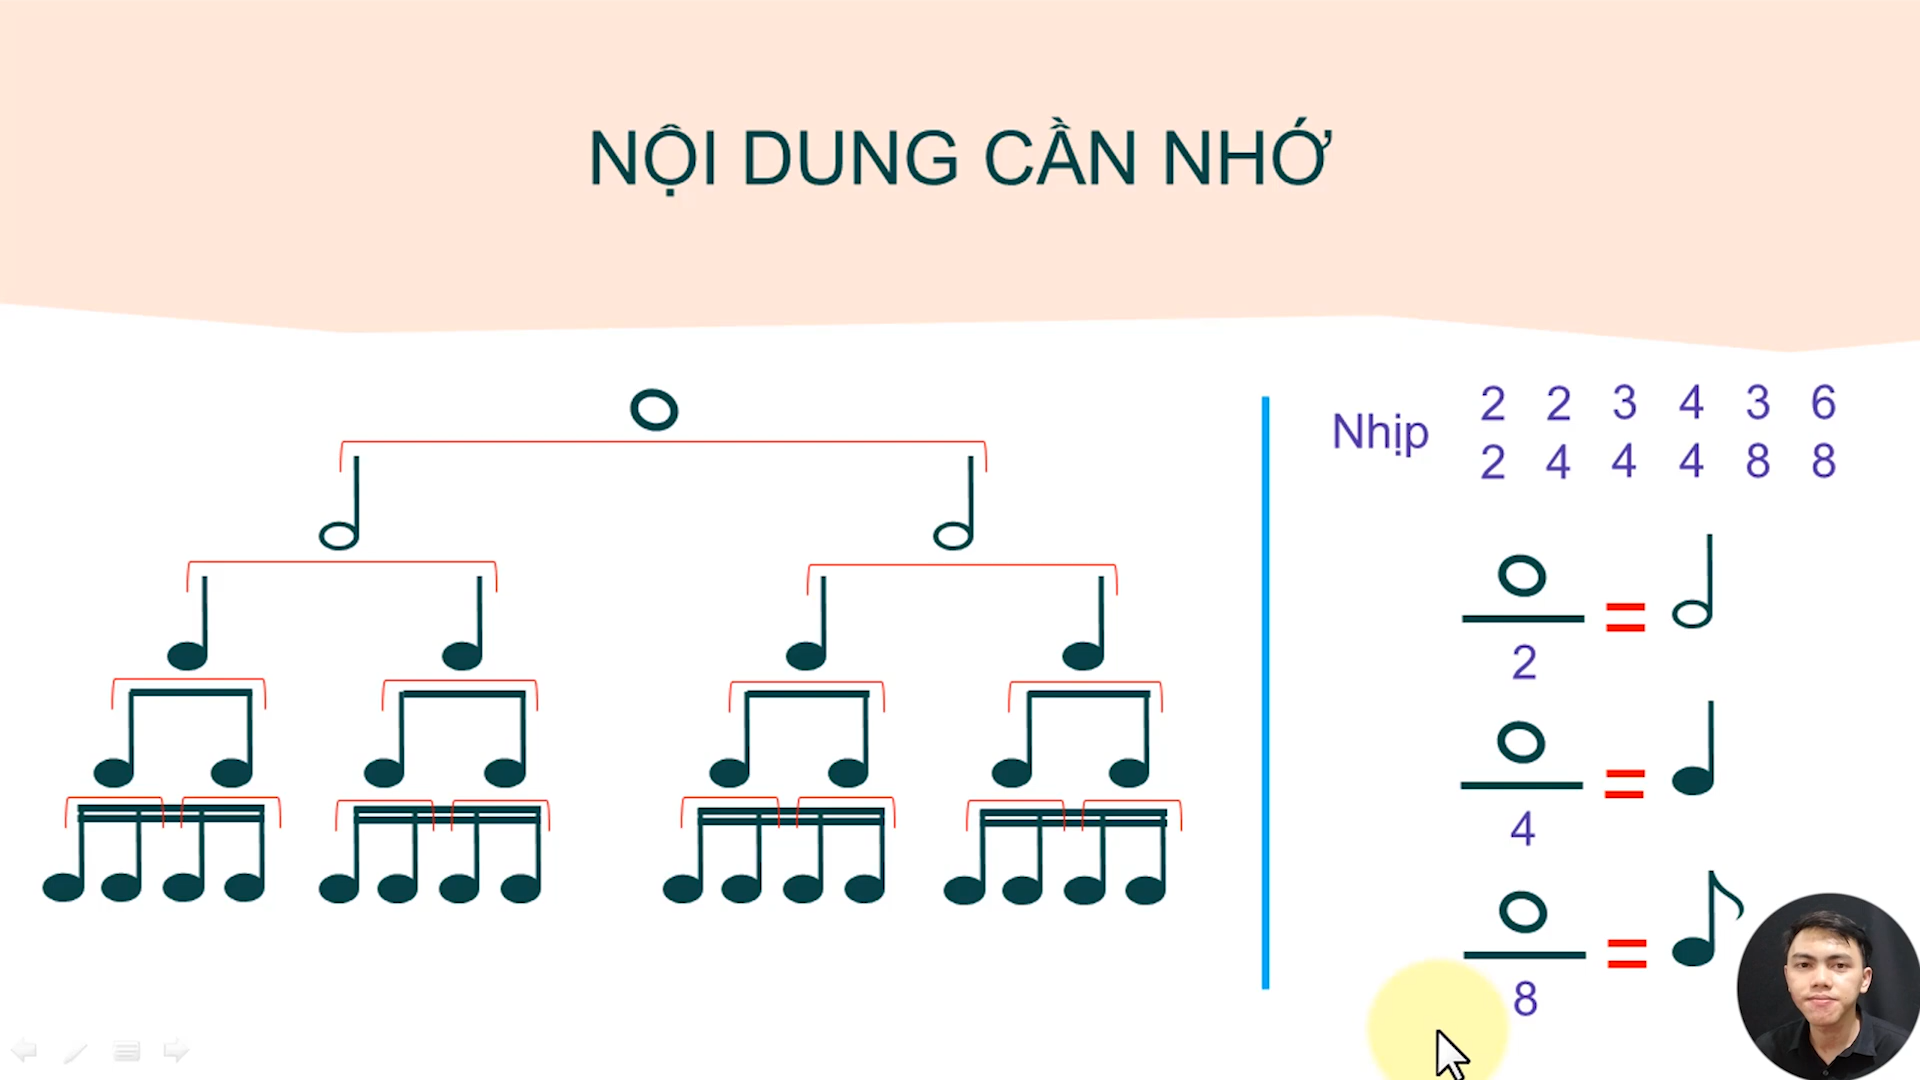 NỘI DUNG CẦN NHỚ
Nhịp
2 2 3 4 3 6
2 4 4 4 8 8
=
2
=
4
=
8